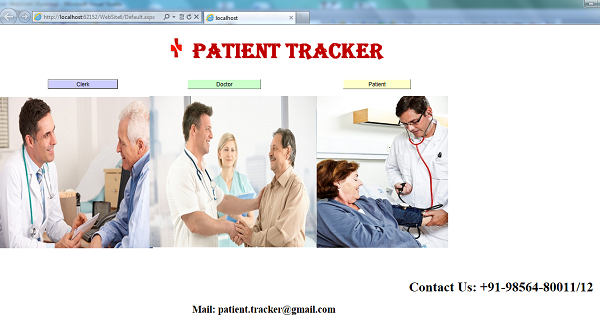 http://localhost:62152/WebSite8/Default.aspx
localhost
PATIENT TRACKER
Clerk
Doctor
Patient
Contact Us: +91-98564-80011/12
Mail: patient.tracker@gmail.com